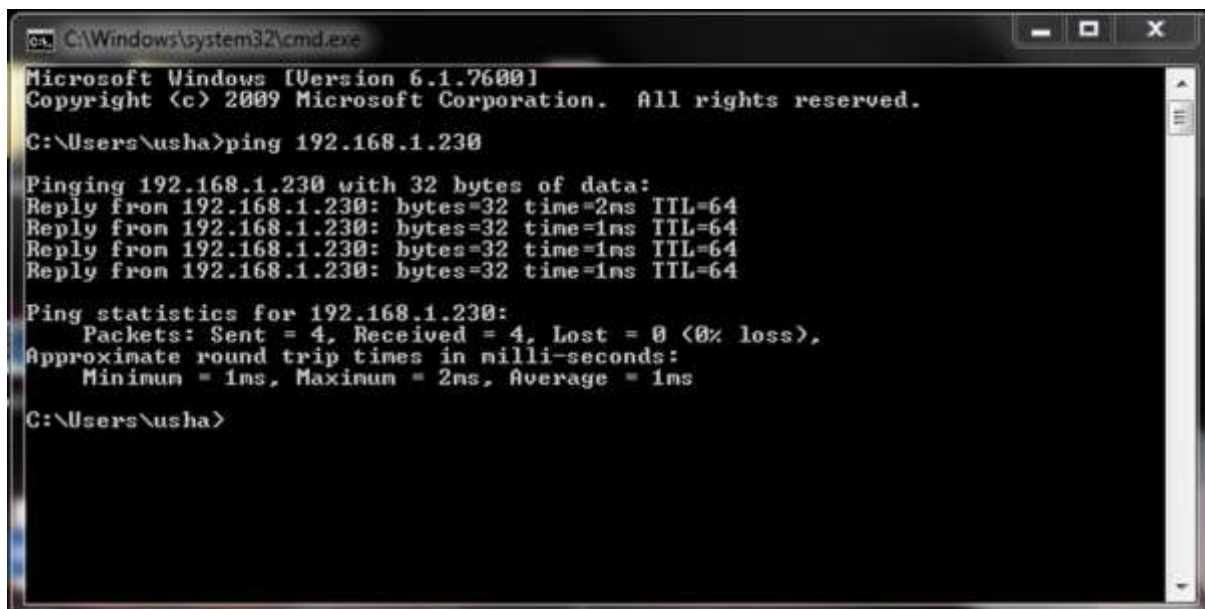 C:\Windows\system32\cmd.exe
Microsoft Windows [Version 6.1.7600]
Copyright (c) 2009 Microsoft Corporation.  All rights reserved.
C:\Users\usha>ping 192.168.1.230
Pinging 192.168.1.230 with 32 bytes of data:
Reply from 192.168.1.230: bytes=32 time=2ms TTL=64
Reply from 192.168.1.230: bytes=32 time=1ms TTL=64
Reply from 192.168.1.230: bytes=32 time=1ms TTL=64
Reply from 192.168.1.230: bytes=32 time=1ms TTL=64
Ping statistics for 192.168.1.230:
    Packets: Sent = 4, Received = 4, Lost = 0 (0% loss),
Approximate round trip times in milli-seconds:
    Minimum = 1ms, Maximum = 2ms, Average = 1ms
C:\Users\usha>